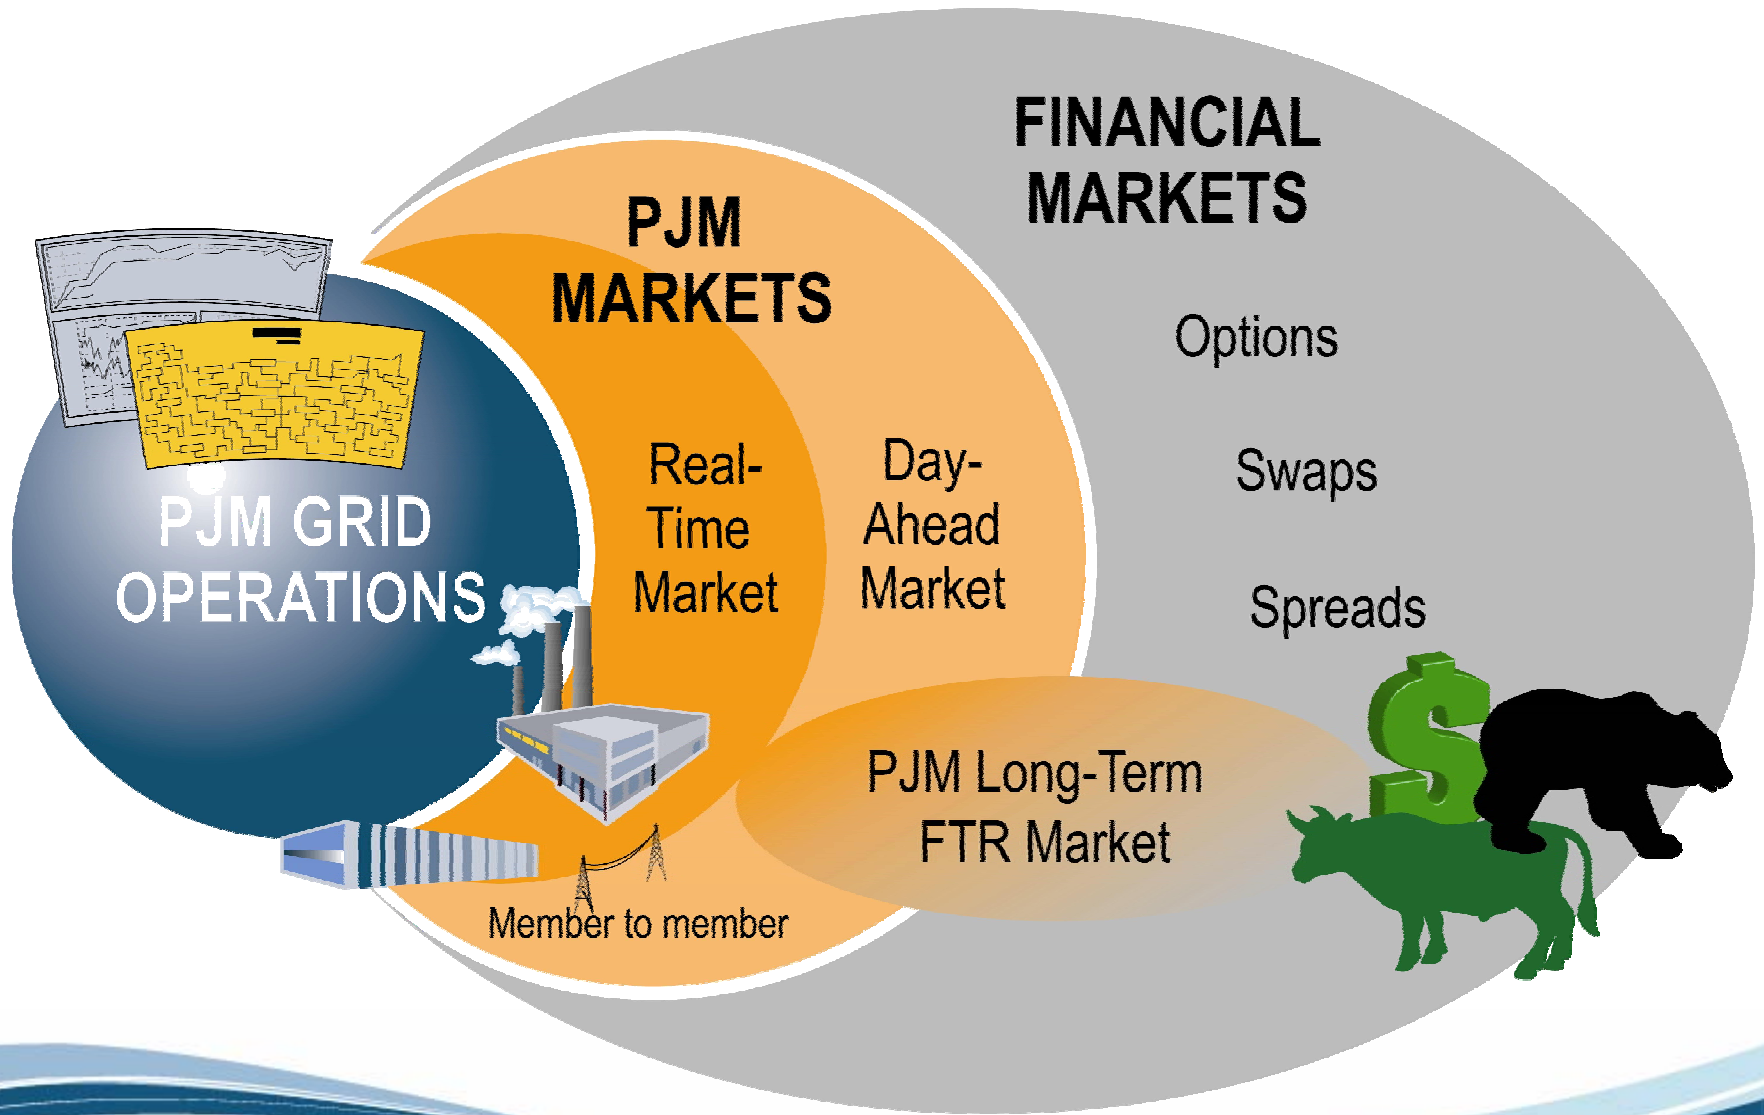 FINANCIAL
MARKETS
PJM
MARKETS
Options
Real-
Time
Market
Day-
Ahead
Market
Swaps
PJM GRID
OPERATIONS
Spreads
PJM Long-Term
FTR Market
Member to member